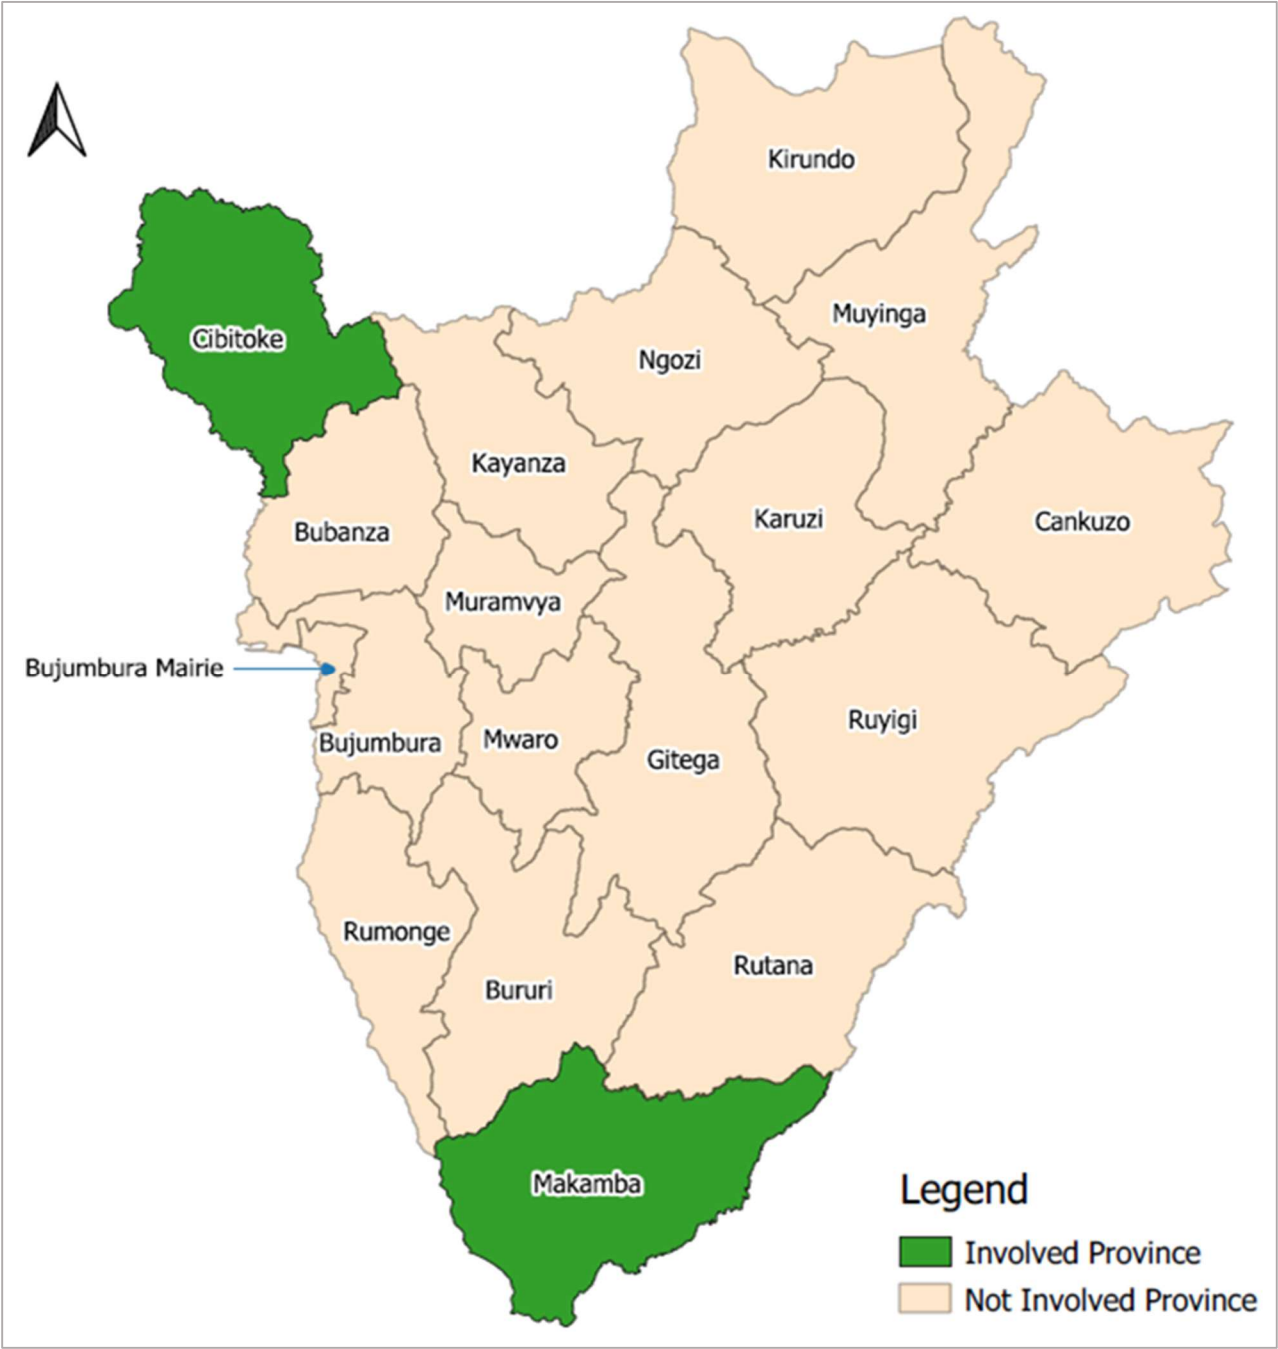 Kirundo
Muyinga
Cibitoke
Ngozi
Kayanza
Karuzi
Cankuzo
Bubanza
Muramvya
Bujumbura Mairie
Ruyigi
Bujumbura
Mwaro
Gitega
Rumonge
Rutana
Bururi
Makamba
Legend
Involved Province
Not Involved Province